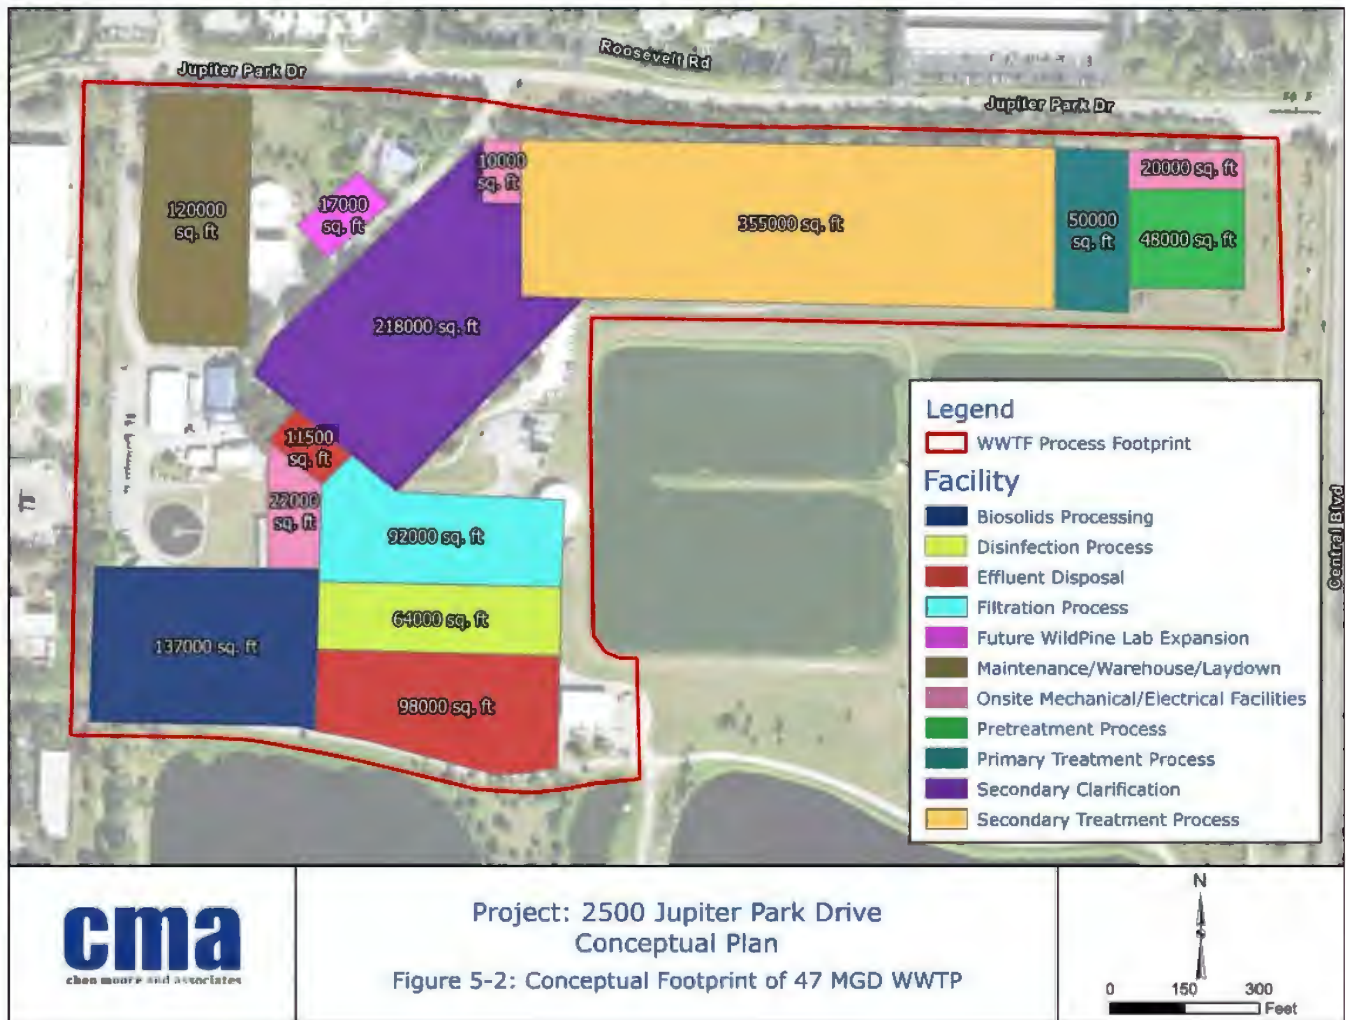 Roosevelt Rd
Jupiter Park Dr
Jupiter Park Dr
10000
sq. ft
20000 sq. ft
17000
sq. ft
120000
sq. ft
355000 sq. ft
50000
sq. ft
48000 sq. ft
218000 sq. ft
11500
sq. ft
22000
sq. ft
92000 sq. ft
64000 sq. ft
137000 sq. ft
98000 sq. ft
Central Blvd
Legend
WWTF Process Footprint
Facility
Biosolids Processing
Disinfection Process
Effluent Disposal
Filtration Process
Future WildPine Lab Expansion
Maintenance/Warehouse/Laydown
Onsite Mechanical/Electrical Facilities
Pretreatment Process
Primary Treatment Process
Secondary Clarification
Secondary Treatment Process
cma
chen moore and associates
Project: 2500 Jupiter Park Drive
Conceptual Plan
Figure 5-2: Conceptual Footprint of 47 MGD WWTP
N
0 150 300
Feet